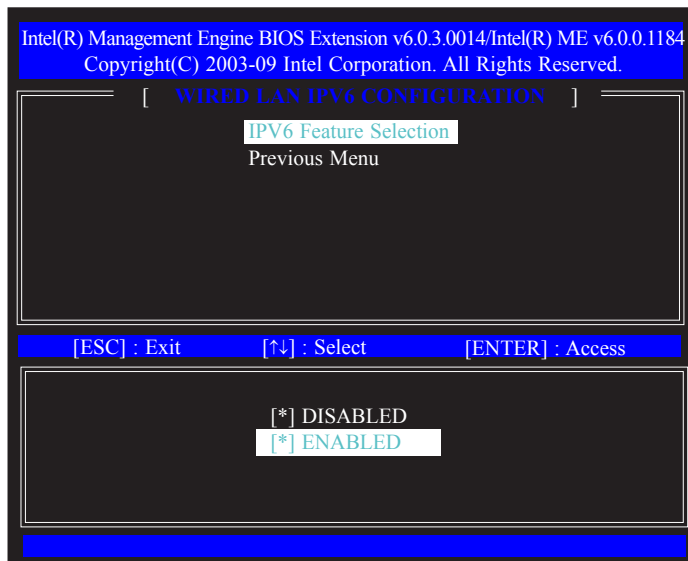 Intel(R) Management Engine BIOS Extension v6.0.3.0014/Intel(R) ME v6.0.0.1184
Copyright(C) 2003-09 Intel Corporation. All Rights Reserved.
[ WIRED LAN IPV6 CONFIGURATION ]
IPV6 Feature Selection
Previous Menu
[ESC] : Exit [↑↓] : Select [ENTER] : Access
[*] DISABLED
[*] ENABLED